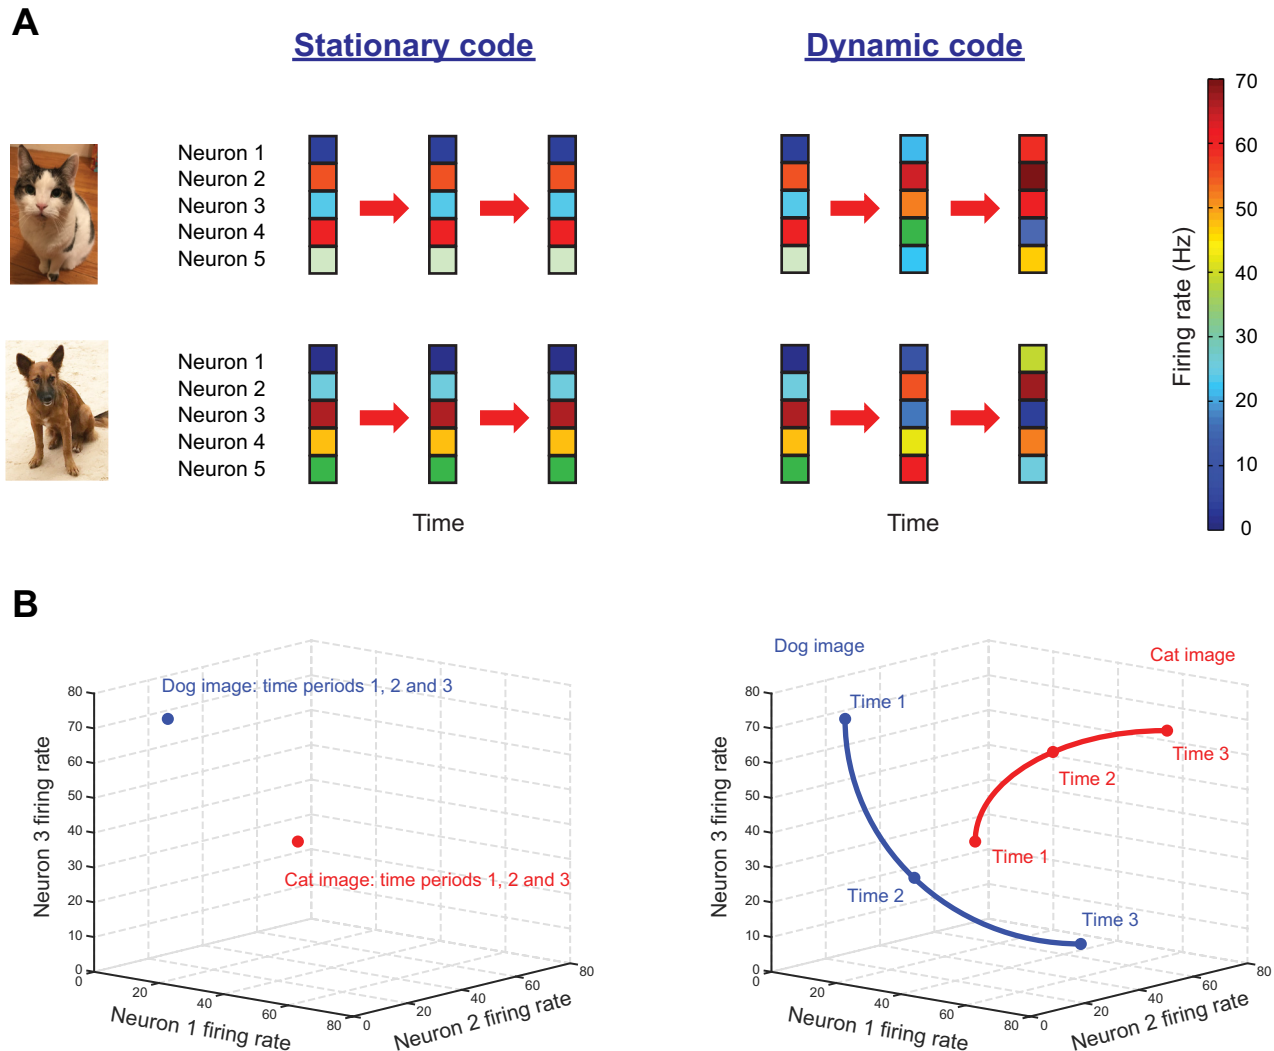 A
Stationary code
Dynamic code
Neuron 1
Neuron 2
Neuron 3
Neuron 4
Neuron 5
Neuron 1
Neuron 2
Neuron 3
Neuron 4
Neuron 5
Time
Time
70
60
50
40
30
20
10
0
Firing rate (Hz)
B
Dog image: time periods 1, 2 and 3
Cat image: time periods 1, 2 and 3
80
70
60
50
40
30
20
10
0
Neuron 3 firing rate
0
20
40
60
80
Neuron 1 firing rate
0
20
40
60
80
Neuron 2 firing rate
Dog image
Cat image
Time 1
Time 2
Time 3
Time 1
Time 2
Time 3
80
70
60
50
40
30
20
10
0
Neuron 3 firing rate
0
20
40
60
80
Neuron 1 firing rate
0
20
40
60
80
Neuron 2 firing rate